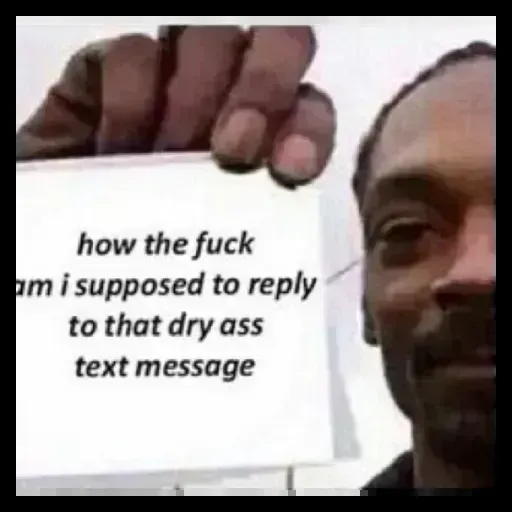 how the fuck
am i supposed to reply
to that dry ass
text message